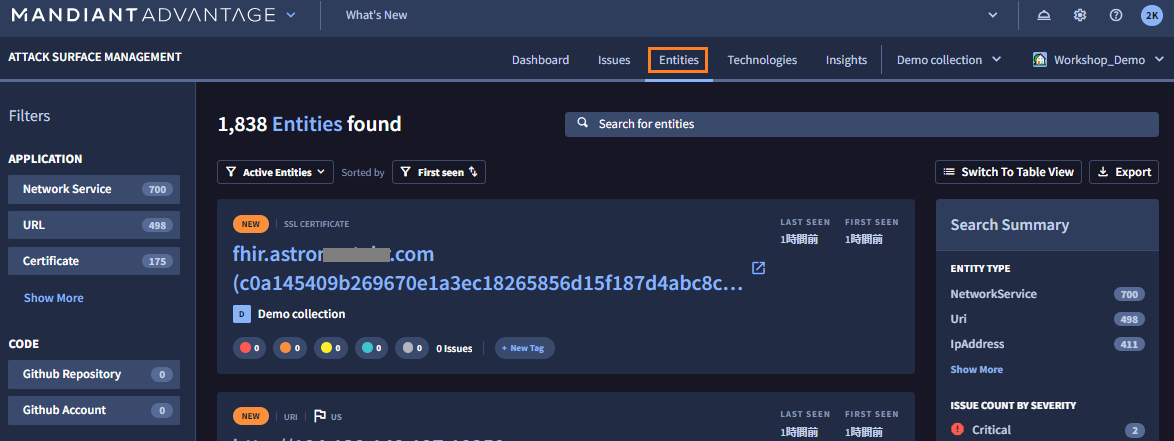 MANDIANT ADVANTAGE
What's New
2K
ATTACK SURFACE MANAGEMENT
Dashboard
Issues
Entities
Technologies
Insights
Demo collection
Workshop_Demo
Filters
APPLICATION
Network Service 700
URL 498
Certificate 175
Show More
CODE
Github Repository 0
Github Account 0
1,838 Entities found
Search for entities
Active Entities
Sorted by
First seen
Switch To Table View
Export
NEW
SSL CERTIFICATE
LAST SEEN
1時間前
FIRST SEEN
1時間前
fhir.astron .com
(c0a145409b269670e1a3ec18265856d15f187d4abc8c...
D Demo collection
0 0 0 0 0 0 Issues
+ New Tag
NEW
URI
US
LAST SEEN
1時間前
FIRST SEEN
1時間前
Search Summary
ENTITY TYPE
NetworkService 700
Uri 498
IpAddress 411
Show More
ISSUE COUNT BY SEVERITY
Critical 2